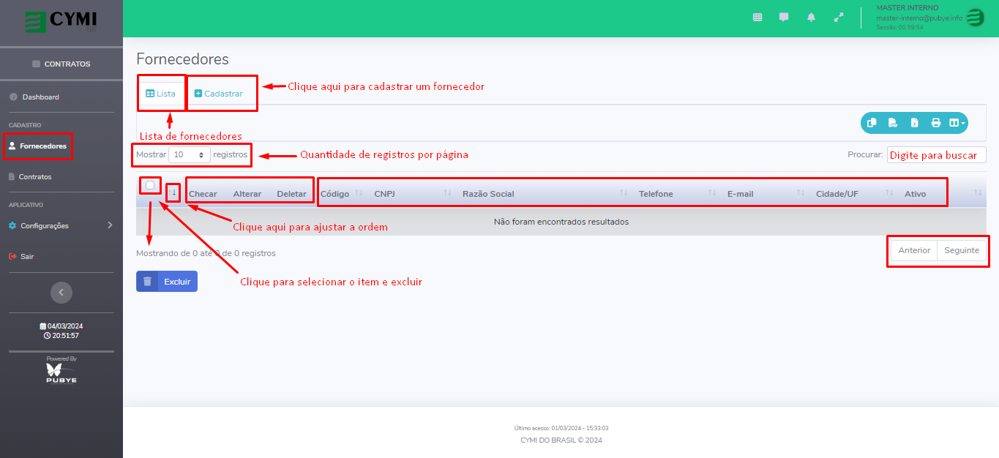 CYMI
MASTER INTERNO
master-interno@pubye.info
Sessão: 00:59:54
CONTRATOS
Dashboard
CADASTRO
Fornecedores
Contratos
APLICATIVO
Configurações
Sair
04/03/2024
20:51:57
Powered By
PUBYE
Fornecedores
Lista
Cadastrar
Clique aqui para cadastrar um fornecedor
Lista de fornecedores
Mostrar 10 registros
Quantidade de registros por página
Procurar: Digite para buscar
Checar Alterar Deletar Código CNPJ Razão Social Telefone E-mail Cidade/UF Ativo
Não foram encontrados resultados
Clique aqui para ajustar a ordem
Mostrando de 0 até 0 de 0 registros
Anterior Seguinte
Excluir
Clique para selecionar o item e excluir
Último acesso: 01/03/2024 - 15:33:03
CYMI DO BRASIL © 2024